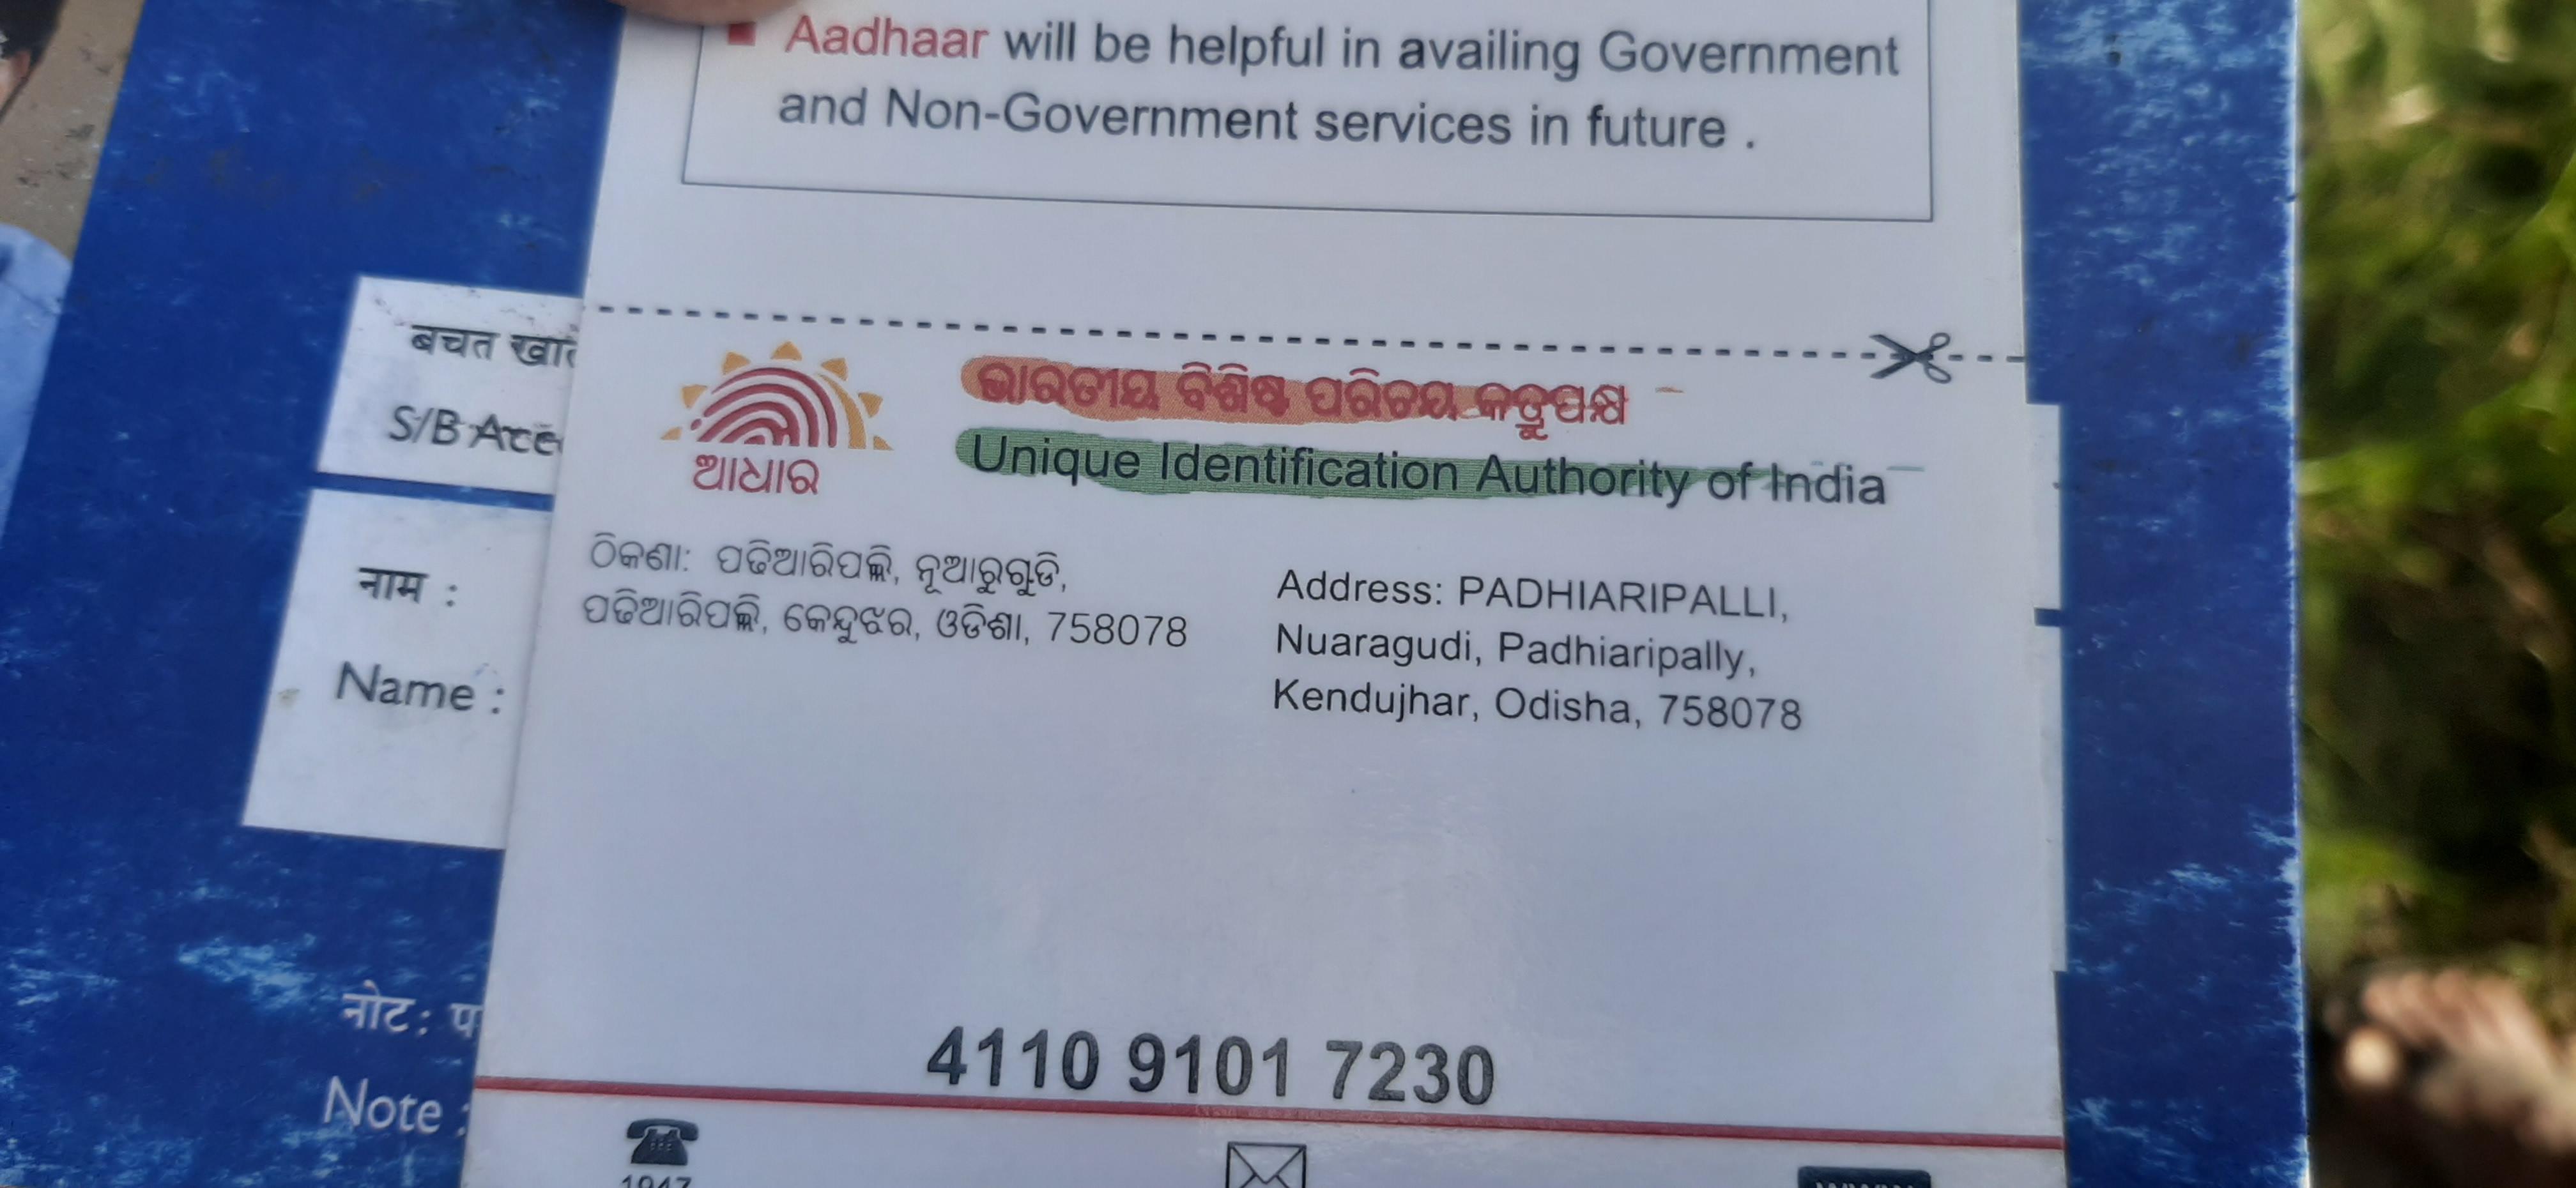 Aadhaar will be helpful in availing Government
and Non-Government services in future .
बचत
S/B
ଆଧାର
ଭାରତୀୟ ବିଶିଷ୍ଟ ପରିଚୟ କର୍ତ୍ତୁପକ୍ଷ
Unique Identification Authority of India
ଠିକଣା: ପଢିଆରିପଲ୍ଲି, ନୂଆରୁଗୁଡି,
ପଢିଆରିପଲ୍ଲି, କେନ୍ଦୁଝର, ଓଡିଶା, 758078
Address: PADHIARIPALLI,
Nuaragudi, Padhiaripally,
Kendujhar, Odisha, 758078
नाम :
Name :
नोट:
Note :
4110 9101 7230
1947